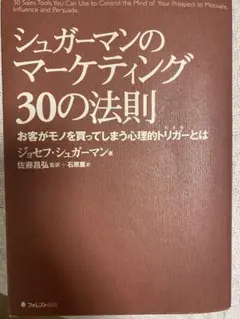 30 Sales Tools You Can Use to Control the Mind of Your Prospect to Motivate,
Influence and Persuade.
シュガーマンの
マーケティング
30の法則
お客がモノを買ってしまう心理的トリガーとは
ジョセフ・シュガーマン 著
佐藤昌弘 監訳 石原薫 訳
フォレスト出版